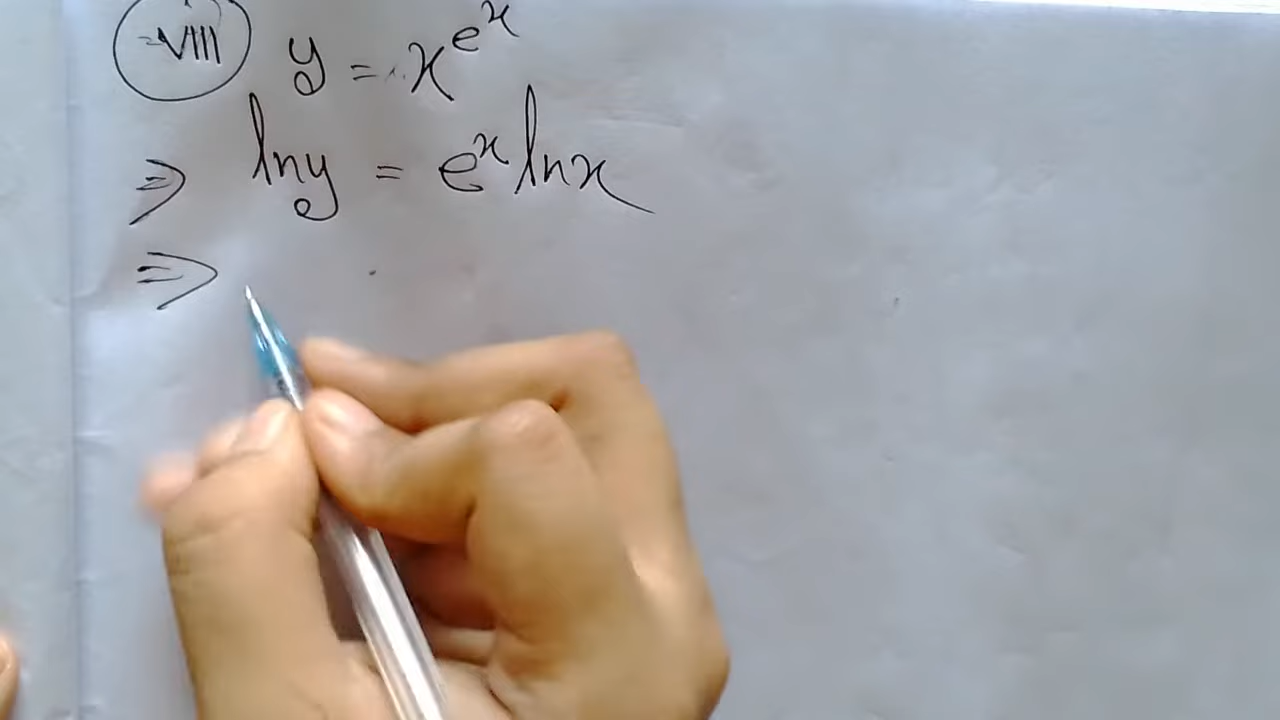 VIII y = x^{e^x}
⇒ lny = e^x lnx
⇒